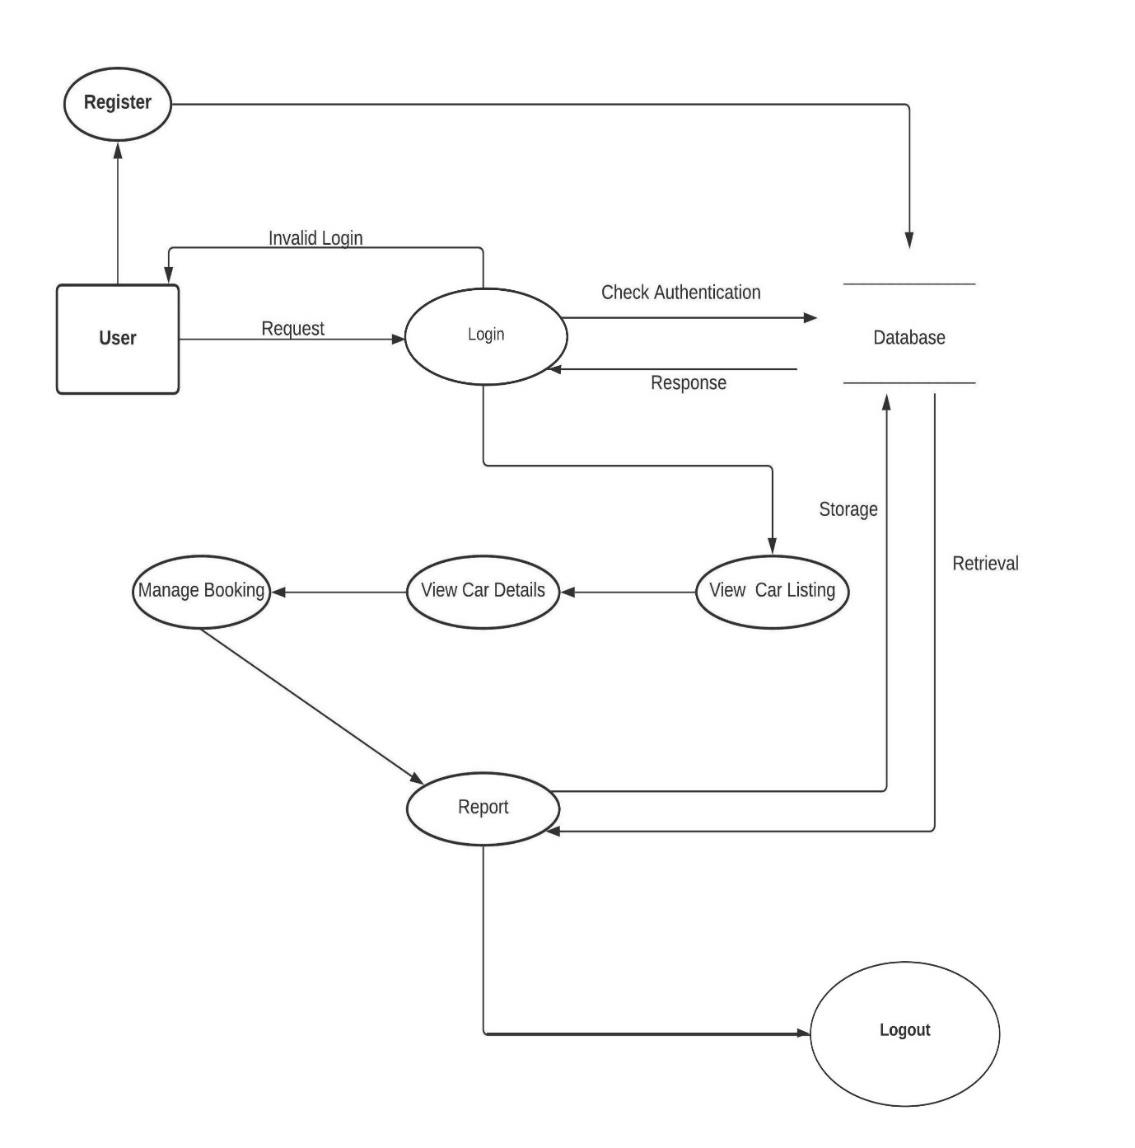 Register
Invalid Login
Check Authentication
User
Request
Login
Database
Response
Storage
Retrieval
Manage Booking
View Car Details
View Car Listing
Report
Logout